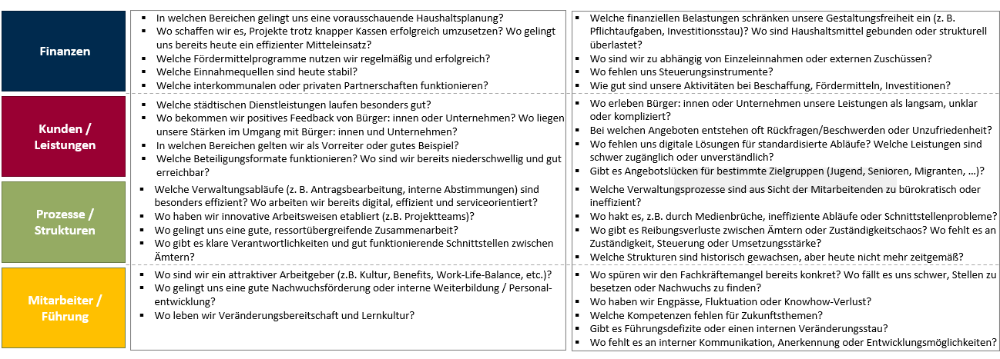 Finanzen
In welchen Bereichen gelingt uns eine vorausschauende Haushaltsplanung?
Wo schaffen wir es, Projekte trotz knapper Kassen erfolgreich umzusetzen? Wo gelingt
uns bereits heute ein effizienter Mitteleinsatz?
Welche Fördermittelprogramme nutzen wir regelmäßig und erfolgreich?
Welche Einnahmequellen sind heute stabil?
Welche interkommunalen oder privaten Partnerschaften funktionieren?
Welche finanziellen Belastungen schränken unsere Gestaltungsfreiheit ein (z. B.
Pflichtaufgaben, Investitionsstau)? Wo sind Haushaltsmittel gebunden oder strukturell
überlastet?
Wo sind wir zu abhängig von Einzeleinnahmen oder externen Zuschüssen?
Wo fehlen uns Steuerungsinstrumente?
Wie gut sind unsere Aktivitäten bei Beschaffung, Fördermitteln, Investitionen?
Kunden /
Leistungen
Welche städtischen Dienstleistungen laufen besonders gut?
Wo bekommen wir positives Feedback von Bürger: innen oder Unternehmen? Wo liegen
unsere Stärken im Umgang mit Bürger: innen und Unternehmen?
In welchen Bereichen gelten wir als Vorreiter oder gutes Beispiel?
Welche Beteiligungsformate funktionieren? Wo sind wir bereits niederschwellig und gut
erreichbar?
Wo erleben Bürger: innen oder Unternehmen unsere Leistungen als langsam, unklar
oder kompliziert?
Bei welchen Angeboten entstehen oft Rückfragen/Beschwerden oder Unzufriedenheit?
Wo fehlen uns digitale Lösungen für standardisierte Abläufe? Welche Leistungen sind
schwer zugänglich oder unverständlich?
Gibt es Angebotslücken für bestimmte Zielgruppen (Jugend, Senioren, Migranten, …)?
Prozesse /
Strukturen
Welche Verwaltungsabläufe (z. B. Antragsbearbeitung, interne Abstimmungen) sind
besonders effizient? Wo arbeiten wir bereits digital, effizient und serviceorientiert?
Wo haben wir innovative Arbeitsweisen etabliert (z.B. Projektteams)?
Wo gelingt uns eine gute, ressortübergreifende Zusammenarbeit?
Wo gibt es klare Verantwortlichkeiten und gut funktionierende Schnittstellen zwischen
Ämtern?
Welche Verwaltungsprozesse sind aus Sicht der Mitarbeitenden zu bürokratisch oder
ineffizient?
Wo hakt es, z.B. durch Medienbrüche, ineffiziente Abläufe oder Schnittstellenprobleme?
Wo gibt es Reibungsverluste zwischen Ämtern oder Zuständigkeitschaos? Wo fehlt es an
Zuständigkeit, Steuerung oder Umsetzungsstärke?
Welche Strukturen sind historisch gewachsen, aber heute nicht mehr zeitgemäß?
Mitarbeiter /
Führung
Wo sind wir ein attraktiver Arbeitgeber (z.B. Kultur, Benefits, Work-Life-Balance, etc.)?
Wo gelingt uns eine gute Nachwuchsförderung oder interne Weiterbildung / Personal-
entwicklung?
Wo leben wir Veränderungsbereitschaft und Lernkultur?
Wo spüren wir den Fachkräftemangel bereits konkret? Wo fällt es uns schwer, Stellen zu
besetzen oder Nachwuchs zu finden?
Wo haben wir Engpässe, Fluktuation oder Knowhow-Verlust?
Welche Kompetenzen fehlen für Zukunftsthemen?
Gibt es Führungsdefizite oder einen internen Veränderungsstau?
Wo fehlt es an interner Kommunikation, Anerkennung oder Entwicklungsmöglichkeiten?